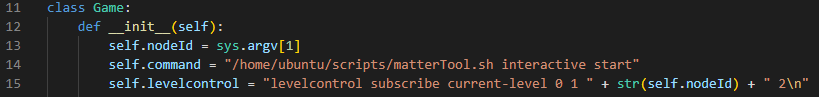 11 class Game:
12 def __init__(self):
13 self.nodeId = sys.argv[1]
14 self.command = "/home/ubuntu/scripts/matterTool.sh interactive start"
15 self.levelcontrol = "levelcontrol subscribe current-level 0 1 " + str(self.nodeId) + " 2\n"